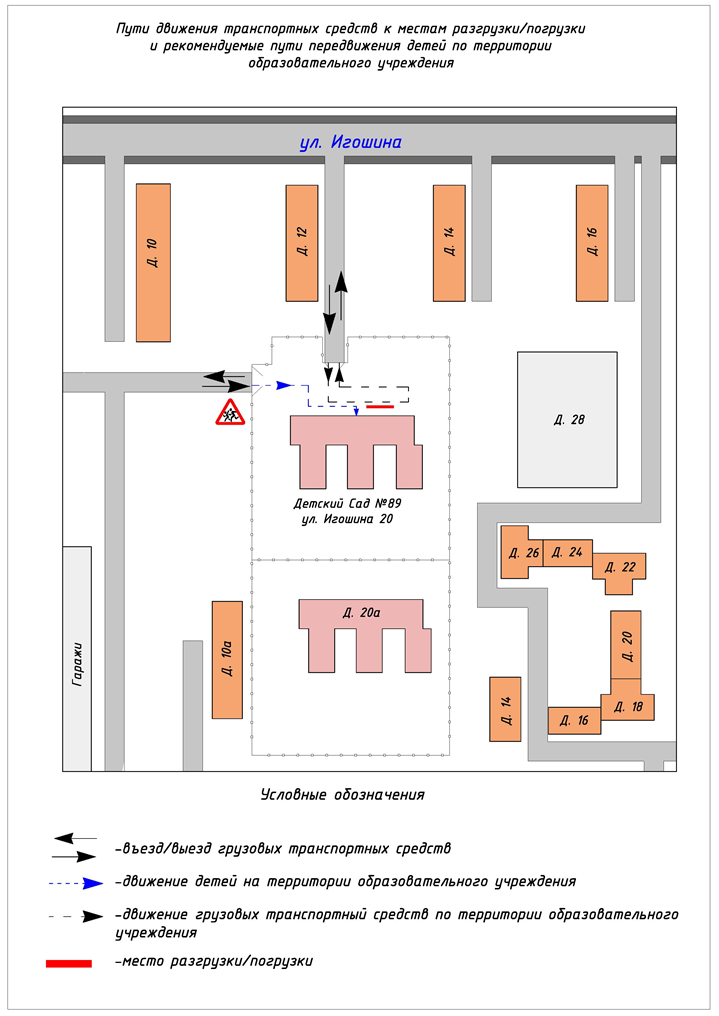 Пути движения транспортных средств к местам разгрузки/погрузки
и рекомендуемые пути передвижения детей по территории
образовательного учреждения
ул. Игошина
Д. 10
Д. 12
Д. 14
Д. 16
Д. 28
Детский Сад №89
ул. Игошина 20
Д. 26
Д. 24
Д. 22
Д. 20а
Д. 20
Гаражи
Д. 10а
Д. 14
Д. 16
Д. 18
Условные обозначения
-въезд/выезд грузовых транспортных средств
-движение детей на территории образовательного учреждения
-движение грузовых транспортный средств по территории образовательного
учреждения
-место разгрузки/погрузки